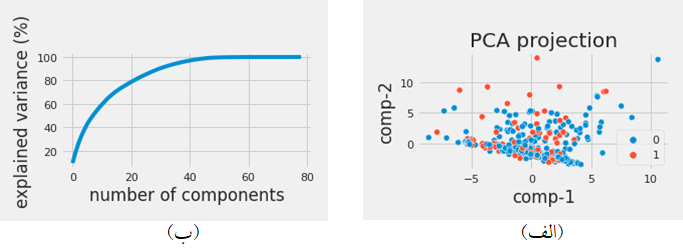 explained variance (%)
100
80
60
40
20
0
20
40
60
80
number of components
(ب)
PCA projection
comp-2
10
5
0
−5
0
5
10
0
1
comp-1
(الف)